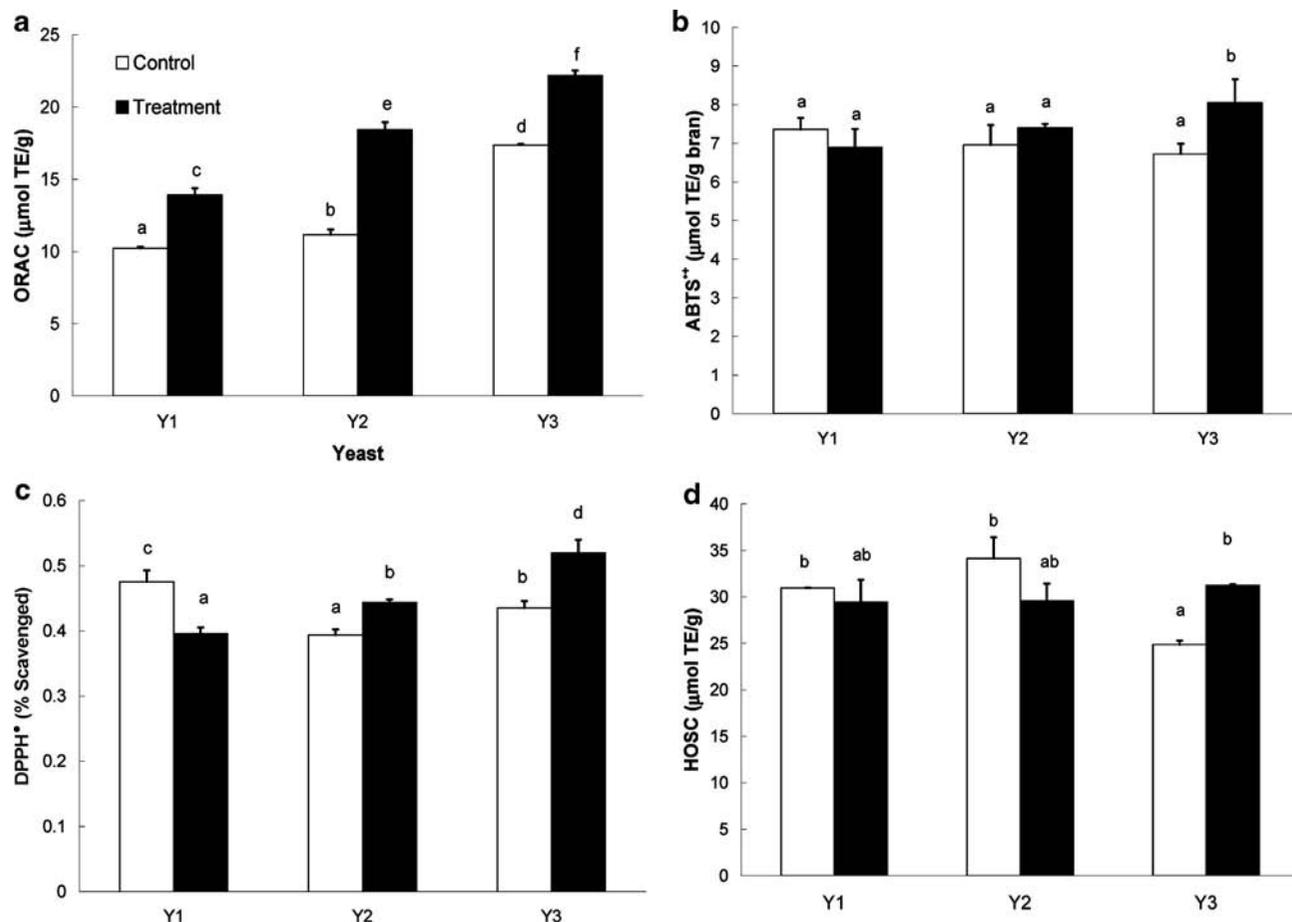 a
25
20
15
10
5
0
ORAC (μmol TE/g)
Control
Treatment
a
c
b
e
d
f
Y1 Y2 Y3
Yeast
b
10
9
8
7
6
5
4
3
2
1
0
ABTS•+ (μmol TE/g bran)
a
a
a
a
a
b
Y1 Y2 Y3
c
0.6
0.5
0.4
0.3
0.2
0.1
0
DPPH• (% Scavenged)
c
a
a
b
b
d
Y1 Y2 Y3
d
40
35
30
25
20
15
10
5
0
HOSC (μmol TE/g)
b
ab
b
ab
a
b
Y1 Y2 Y3